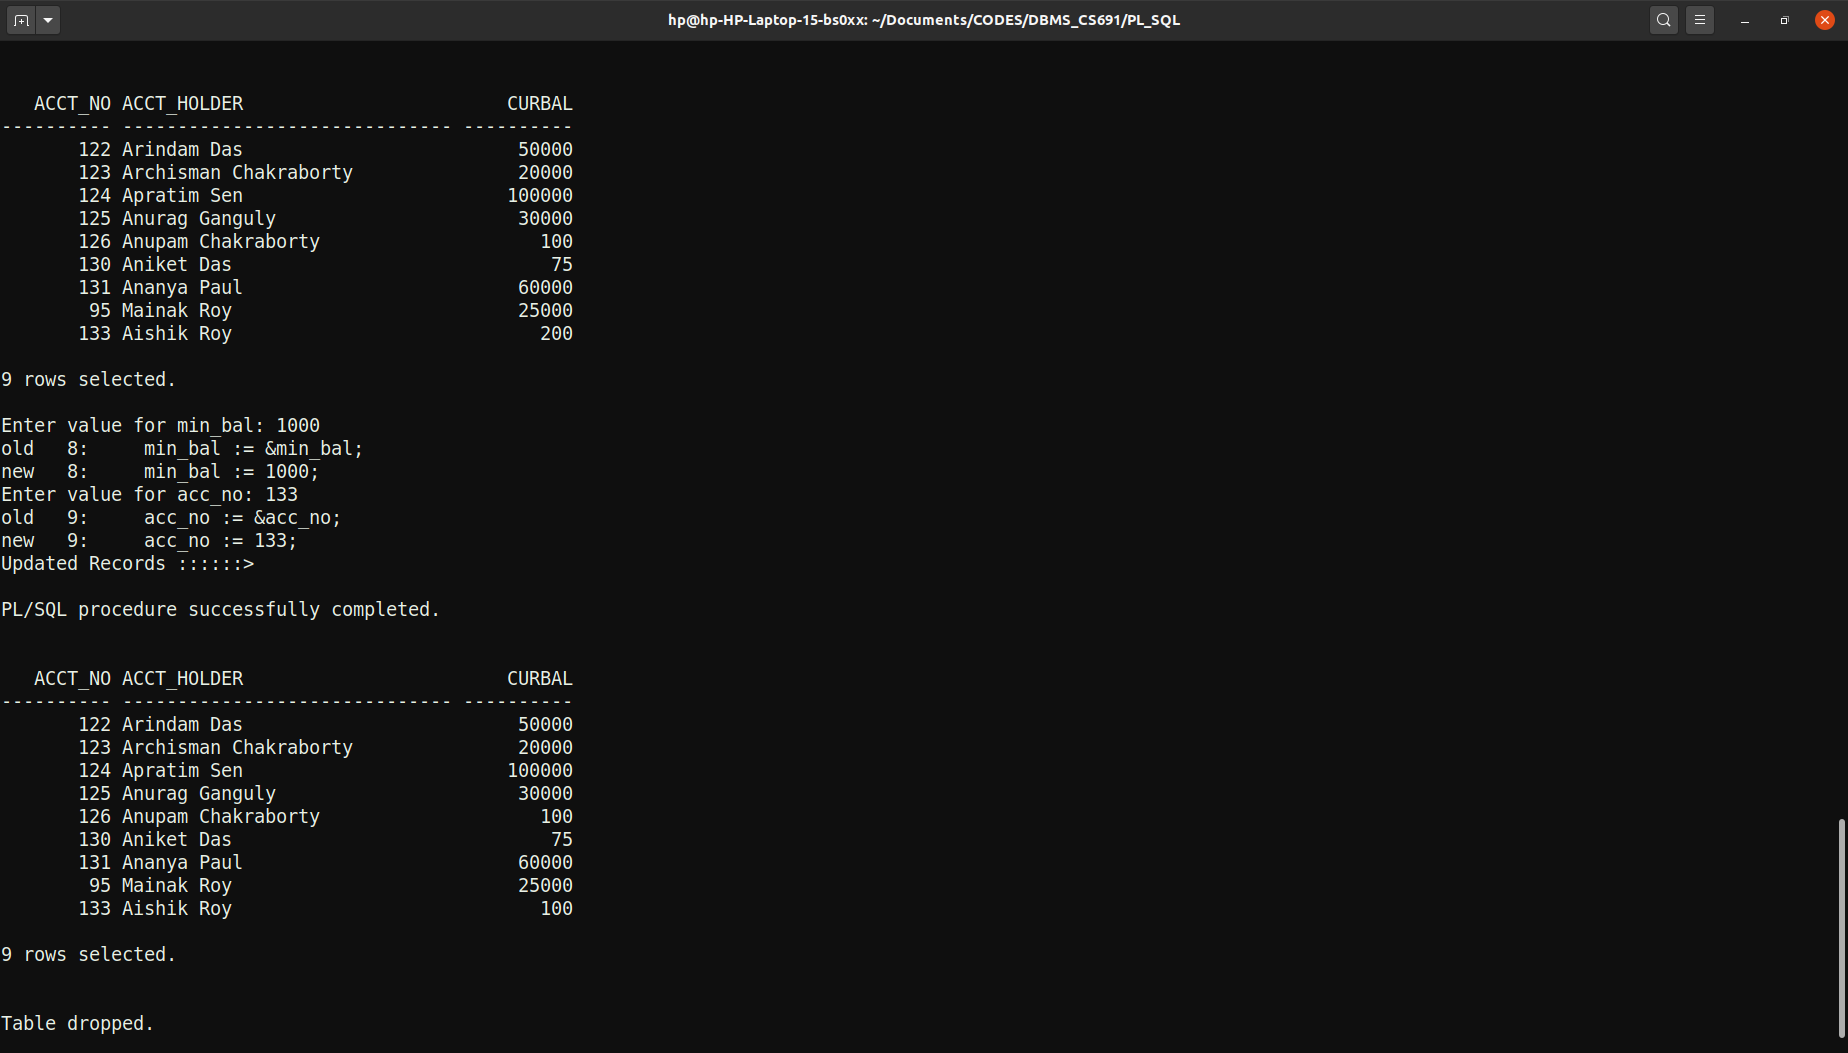 hp@hp-HP-Laptop-15-bs0xx: ~/Documents/CODES/DBMS_CS691/PL_SQL
   ACCT_NO ACCT_HOLDER                        CURBAL
---------- ------------------------------ ----------
       122 Arindam Das                         50000
       123 Archisman Chakraborty               20000
       124 Apratim Sen                        100000
       125 Anurag Ganguly                      30000
       126 Anupam Chakraborty                    100
       130 Aniket Das                             75
       131 Ananya Paul                         60000
        95 Mainak Roy                          25000
       133 Aishik Roy                            200
9 rows selected.
Enter value for min_bal: 1000
old   8:     min_bal := &min_bal;
new   8:     min_bal := 1000;
Enter value for acc_no: 133
old   9:     acc_no := &acc_no;
new   9:     acc_no := 133;
Updated Records ::::::>
PL/SQL procedure successfully completed.
   ACCT_NO ACCT_HOLDER                        CURBAL
---------- ------------------------------ ----------
       122 Arindam Das                         50000
       123 Archisman Chakraborty               20000
       124 Apratim Sen                        100000
       125 Anurag Ganguly                      30000
       126 Anupam Chakraborty                    100
       130 Aniket Das                             75
       131 Ananya Paul                         60000
        95 Mainak Roy                          25000
       133 Aishik Roy                            100
9 rows selected.
Table dropped.